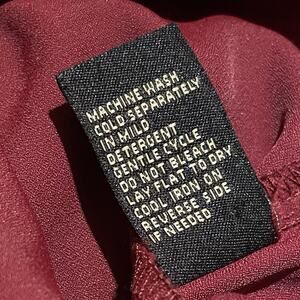 MACHINE WASH
COLD SEPARATELY
IN MILD
DETERGENT
GENTLE CYCLE
DO NOT BLEACH
LAY FLAT TO DRY
COOL IRON ON
REVERSE SIDE
IF NEEDED